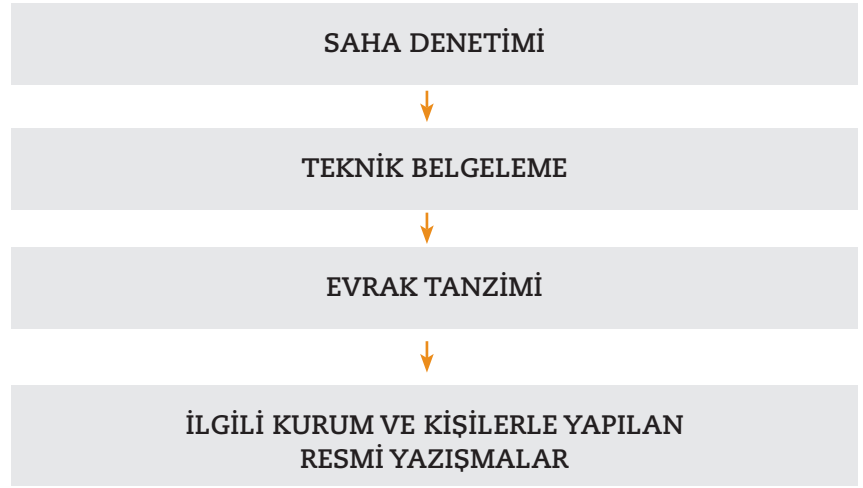 SAHA DENETİMİ
TEKNİK BELGELEME
EVRAK TANZİMİ
İLGİLİ KURUM VE KİŞİLERLE YAPILAN
RESMİ YAZIŞMALAR